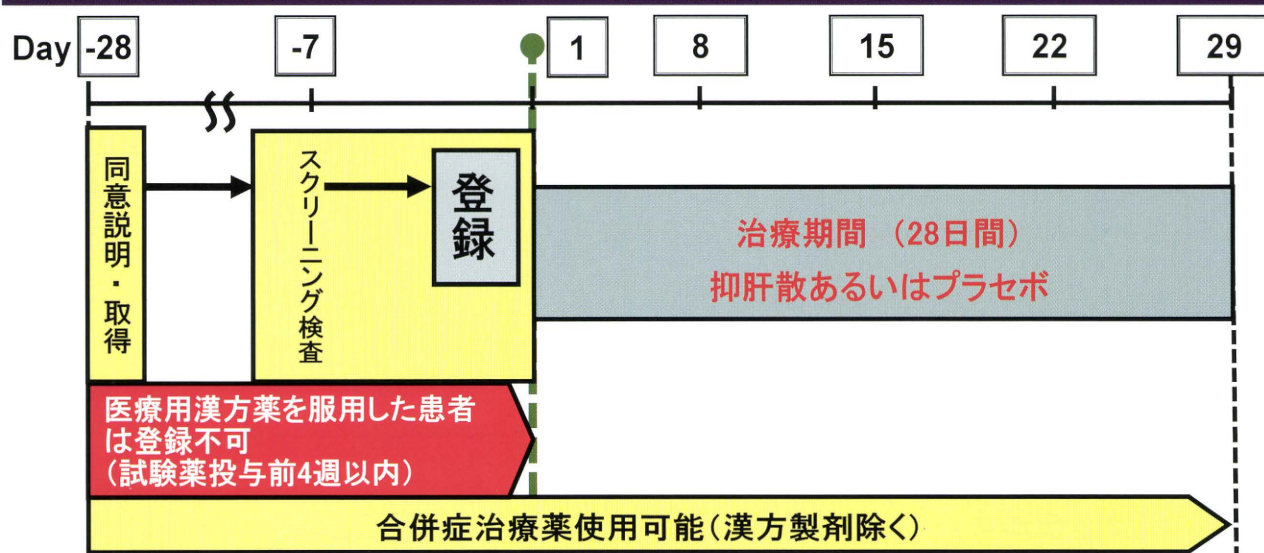 Day -28 -7 1 8 15 22 29
同意説明・取得
スクリーニング検査
登録
治療期間 （28日間）
抑肝散あるいはプラセボ
医療用漢方薬を服用した患者
は登録不可
（試験薬投与前4週以内）
合併症治療薬使用可能（漢方製剤除く）